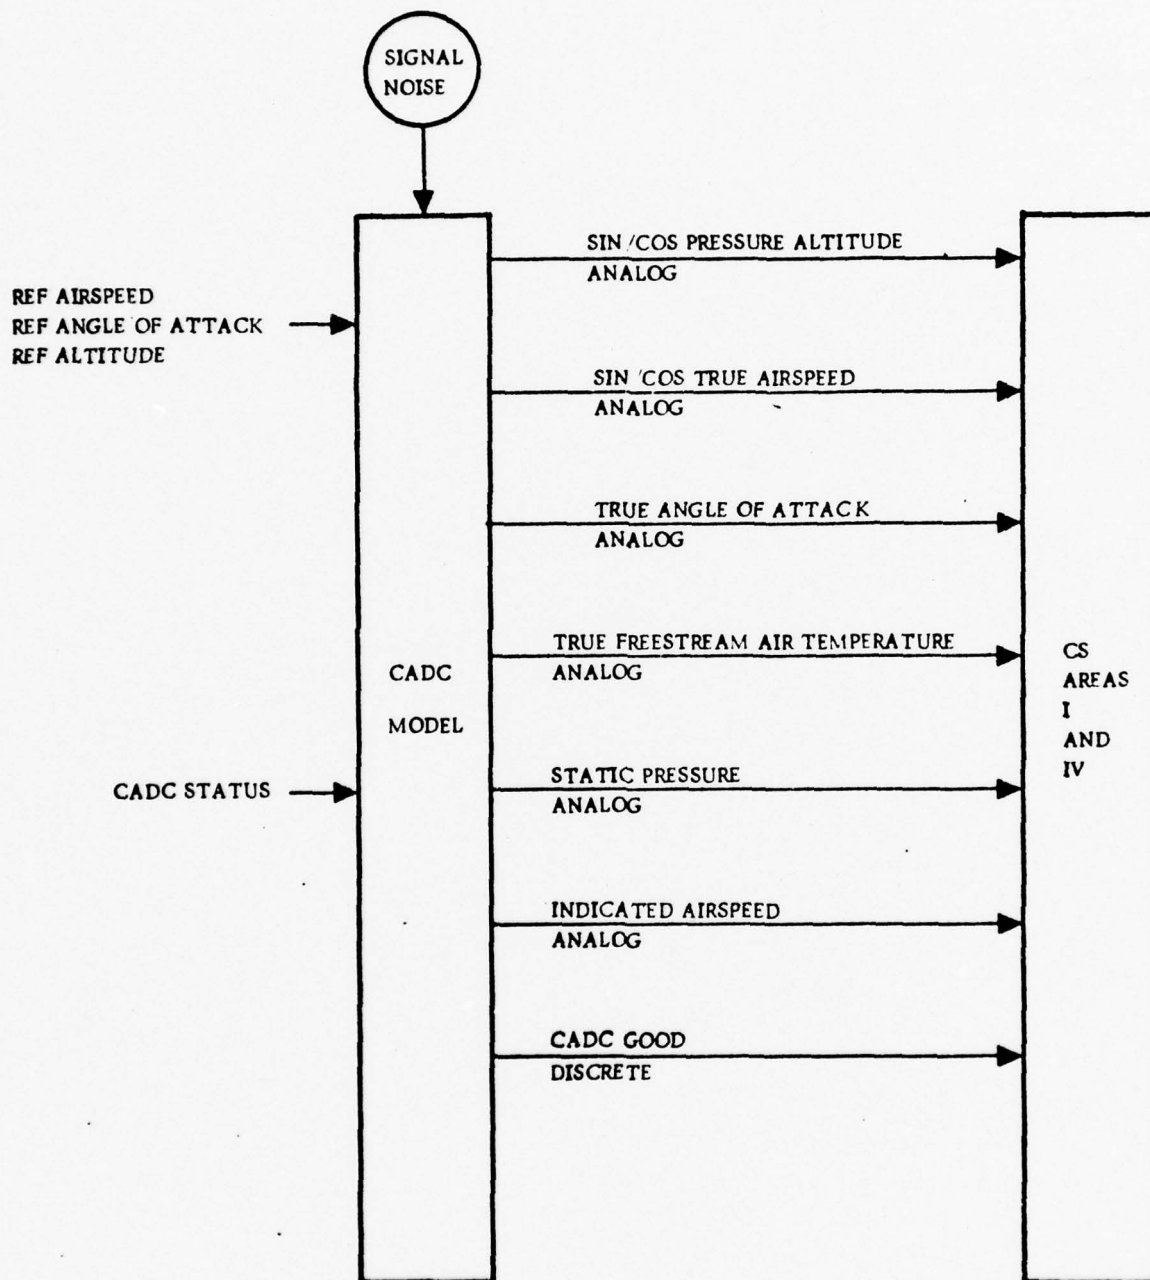 SIGNAL
NOISE
SIN/COS PRESSURE ALTITUDE
ANALOG
REF AIRSPEED
REF ANGLE OF ATTACK
REF ALTITUDE
SIN/COS TRUE AIRSPEED
ANALOG
TRUE ANGLE OF ATTACK
ANALOG
TRUE FREESTREAM AIR TEMPERATURE
ANALOG
CADC
MODEL
CS
AREAS
I
AND
IV
STATIC PRESSURE
ANALOG
CADC STATUS
INDICATED AIRSPEED
ANALOG
CADC GOOD
DISCRETE